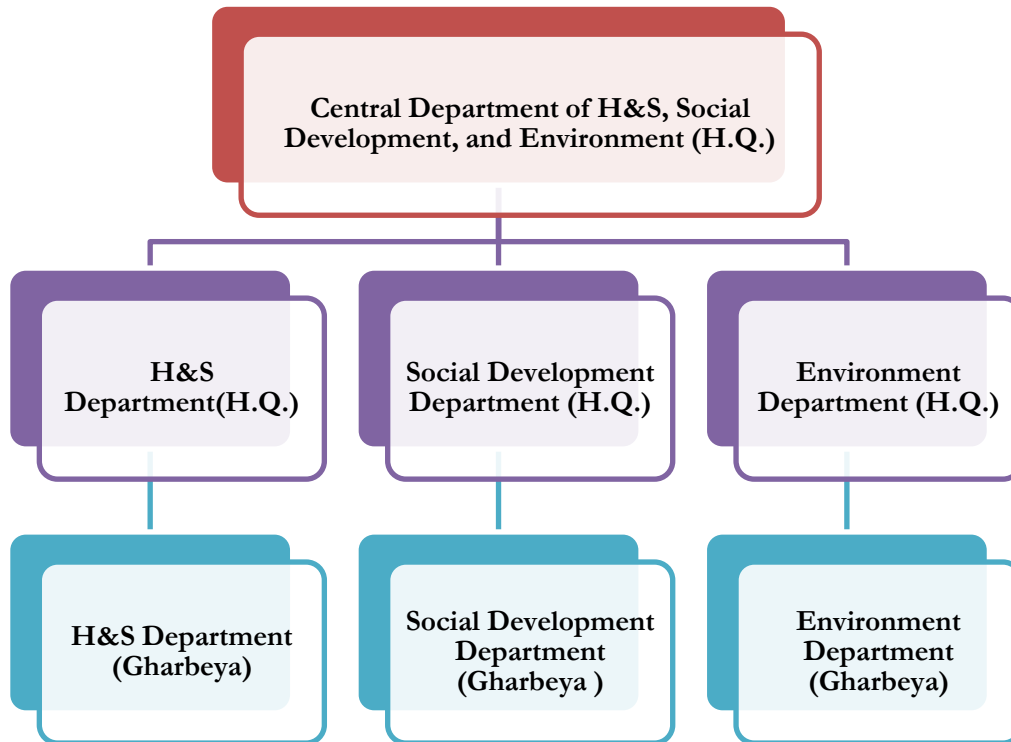 Central Department of H&S, Social
Development, and Environment (H.Q.)
H&S
Department(H.Q.)
Social Development
Department (H.Q.)
Environment
Department (H.Q.)
H&S Department
(Gharbeya)
Social Development
Department
(Gharbeya )
Environment
Department
(Gharbeya)